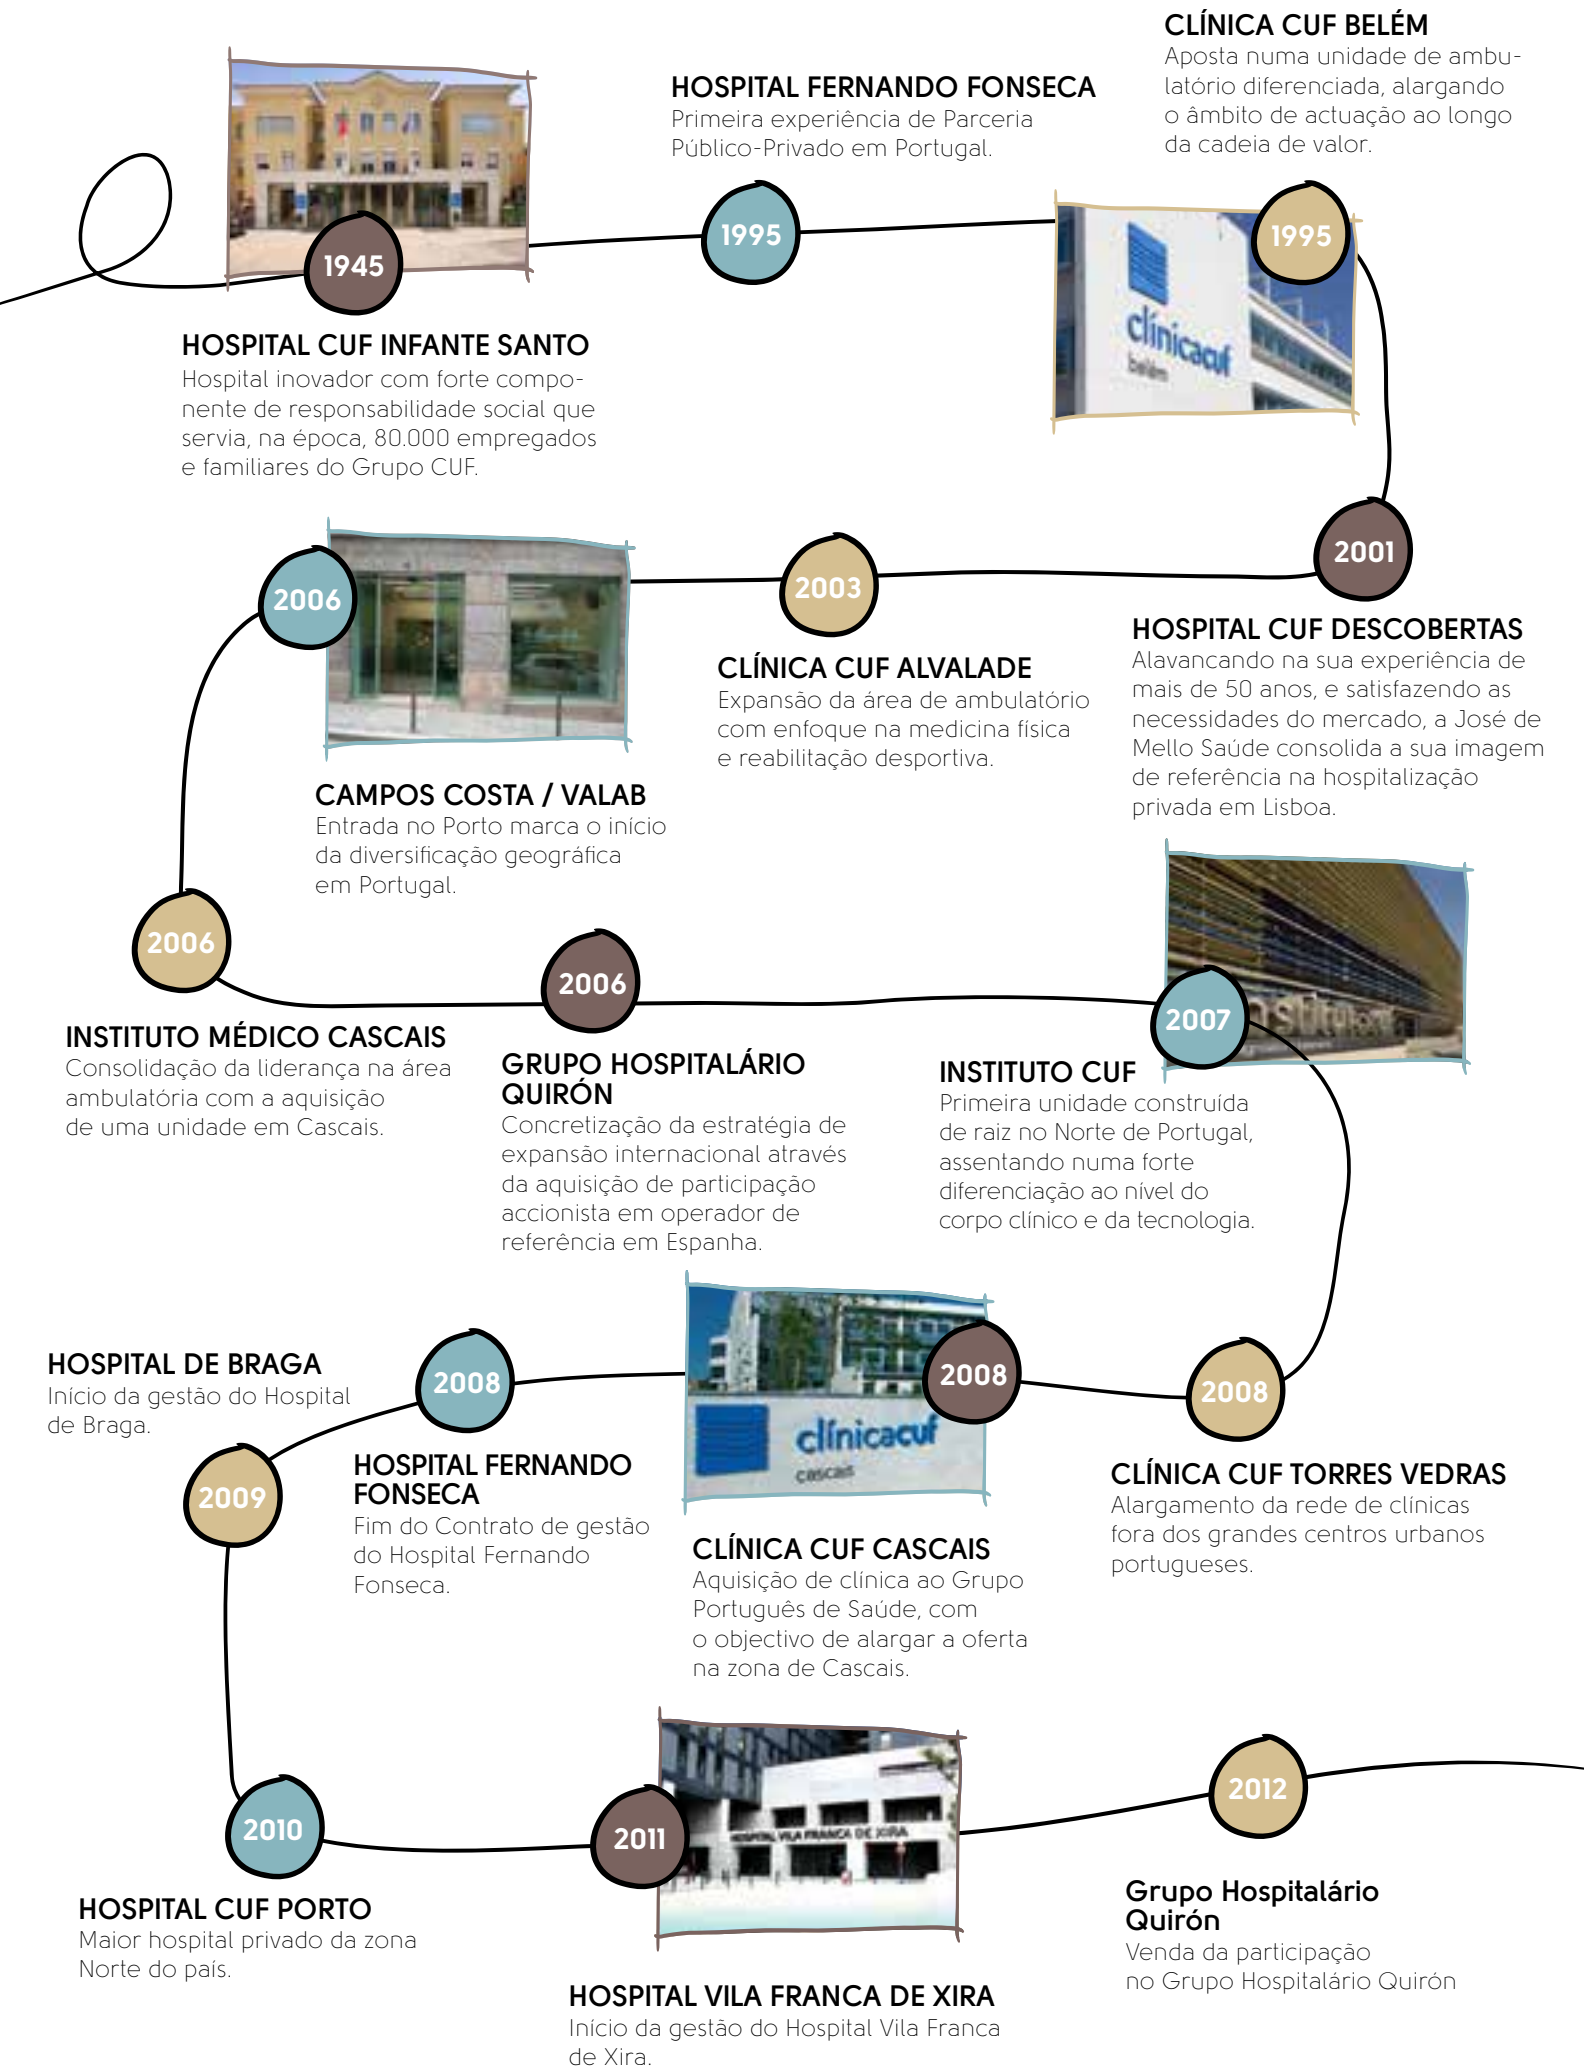 1945
HOSPITAL CUF INFANTE SANTO
Hospital inovador com forte compo-
nente de responsabilidade social que
servia, na época, 80.000 empregados
e familiares do Grupo CUF.
HOSPITAL FERNANDO FONSECA
Primeira experiência de Parceria
Público-Privado em Portugal.
1995
CLÍNICA CUF BELÉM
Aposta numa unidade de ambu-
latório diferenciada, alargando
o âmbito de actuação ao longo
da cadeia de valor.
1995
clínicacuf
belém
2001
HOSPITAL CUF DESCOBERTAS
Alavancando na sua experiência de
mais de 50 anos, e satisfazendo as
necessidades do mercado, a José de
Mello Saúde consolida a sua imagem
de referência na hospitalização
privada em Lisboa.
2003
CLÍNICA CUF ALVALADE
Expansão da área de ambulatório
com enfoque na medicina física
e reabilitação desportiva.
2006
CAMPOS COSTA / VALAB
Entrada no Porto marca o início
da diversificação geográfica
em Portugal.
2006
INSTITUTO MÉDICO CASCAIS
Consolidação da liderança na área
ambulatória com a aquisição
de uma unidade em Cascais.
2006
GRUPO HOSPITALÁRIO
QUIRÓN
Concretização da estratégia de
expansão internacional através
da aquisição de participação
accionista em operador de
referência em Espanha.
2007
INSTITUTO CUF
Primeira unidade construída
de raiz no Norte de Portugal,
assentando numa forte
diferenciação ao nível do
corpo clínico e da tecnologia.
2008
CLÍNICA CUF TORRES VEDRAS
Alargamento da rede de clínicas
fora dos grandes centros urbanos
portugueses.
2008
clínicacuf
cascais
CLÍNICA CUF CASCAIS
Aquisição de clínica ao Grupo
Português de Saúde, com
o objectivo de alargar a oferta
na zona de Cascais.
2008
HOSPITAL FERNANDO
FONSECA
Fim do Contrato de gestão
do Hospital Fernando
Fonseca.
HOSPITAL DE BRAGA
Início da gestão do Hospital
de Braga.
2009
2010
HOSPITAL CUF PORTO
Maior hospital privado da zona
Norte do país.
2011
HOSPITAL VILA FRANCA DE XIRA
HOSPITAL VILA FRANCA DE XIRA
Início da gestão do Hospital Vila Franca
de Xira.
2012
Grupo Hospitalário
Quirón
Venda da participação
no Grupo Hospitalário Quirón